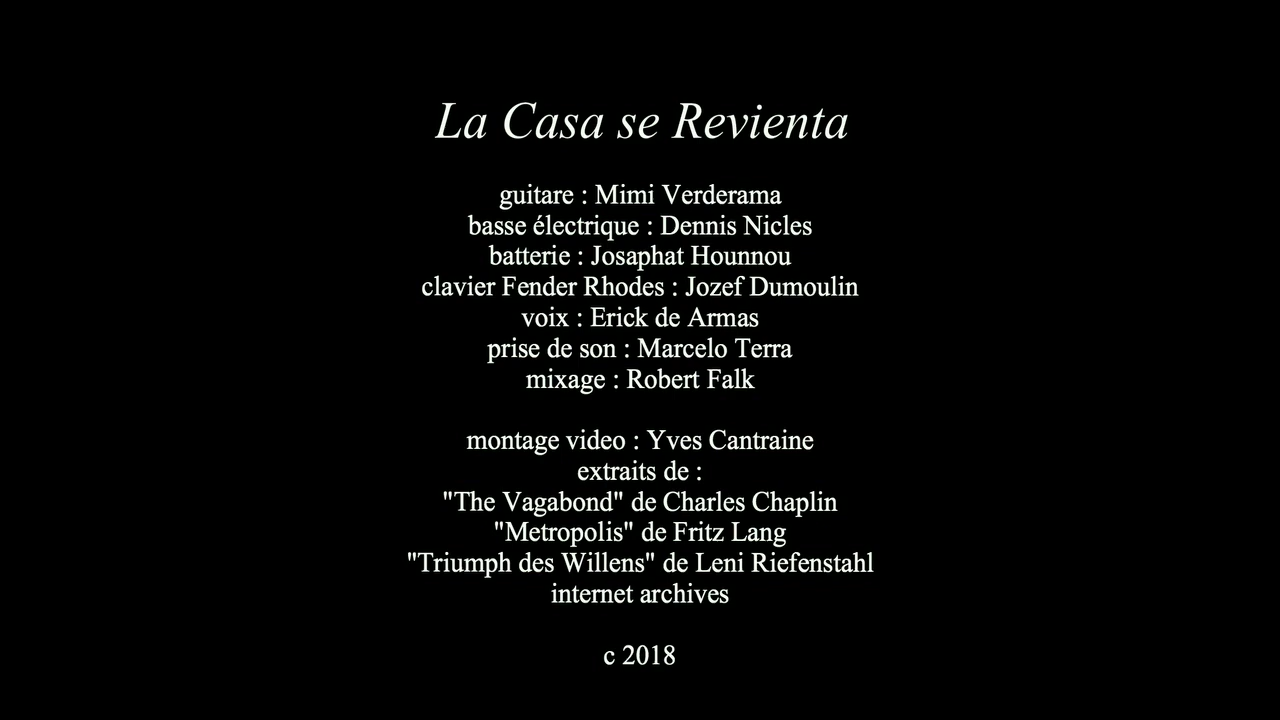 La Casa se Revienta
guitare : Mimi Verderama
basse électrique : Dennis Nicles
batterie : Josaphat Hounnou
clavier Fender Rhodes : Jozef Dumoulin
voix : Erick de Armas
prise de son : Marcelo Terra
mixage : Robert Falk
montage video : Yves Cantraine
extraits de :
"The Vagabond" de Charles Chaplin
"Metropolis" de Fritz Lang
"Triumph des Willens" de Leni Riefenstahl
internet archives
c 2018